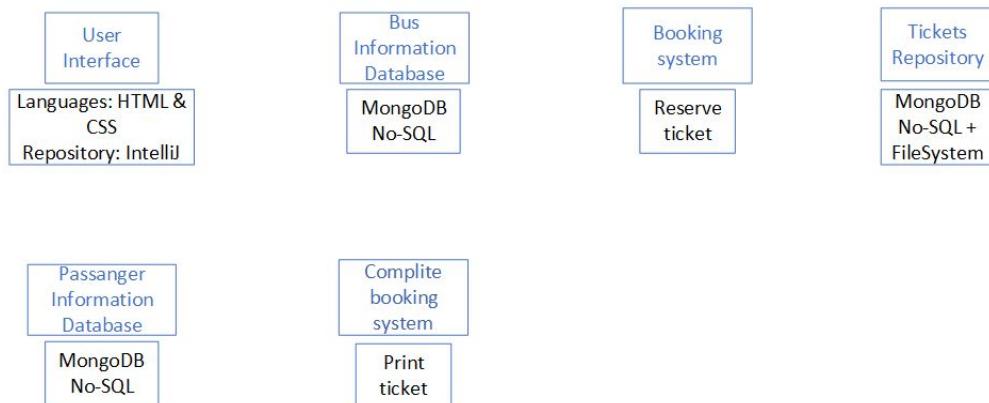 User
Interface
Languages: HTML &
CSS
Repository: IntelliJ
Bus
Information
Database
MongoDB
No-SQL
Booking
system
Reserve
ticket
Tickets
Repository
MongoDB
No-SQL +
FileSystem
Passanger
Information
Database
MongoDB
No-SQL
Complite
booking
system
Print
ticket